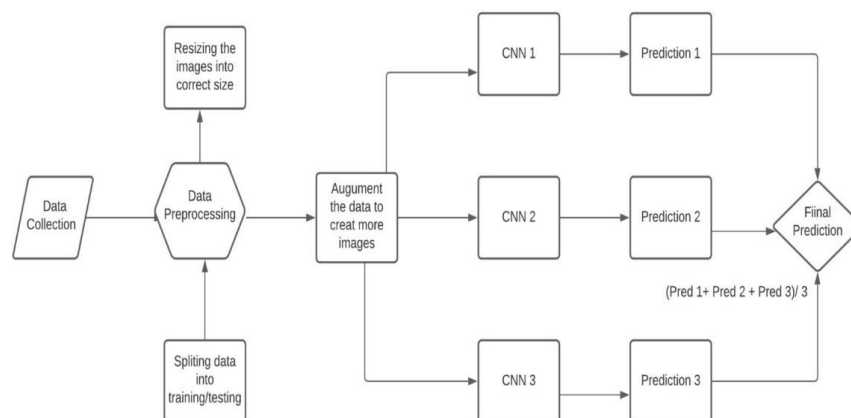 Resizing the
images into
correct size
CNN 1
Prediction 1
Data
Collection
Data
Preprocessing
Augument
the data to
creat more
images
CNN 2
Prediction 2
Fiinal
Prediction
(Pred 1+ Pred 2 + Pred 3)/ 3
Spliting data
into
training/testing
CNN 3
Prediction 3